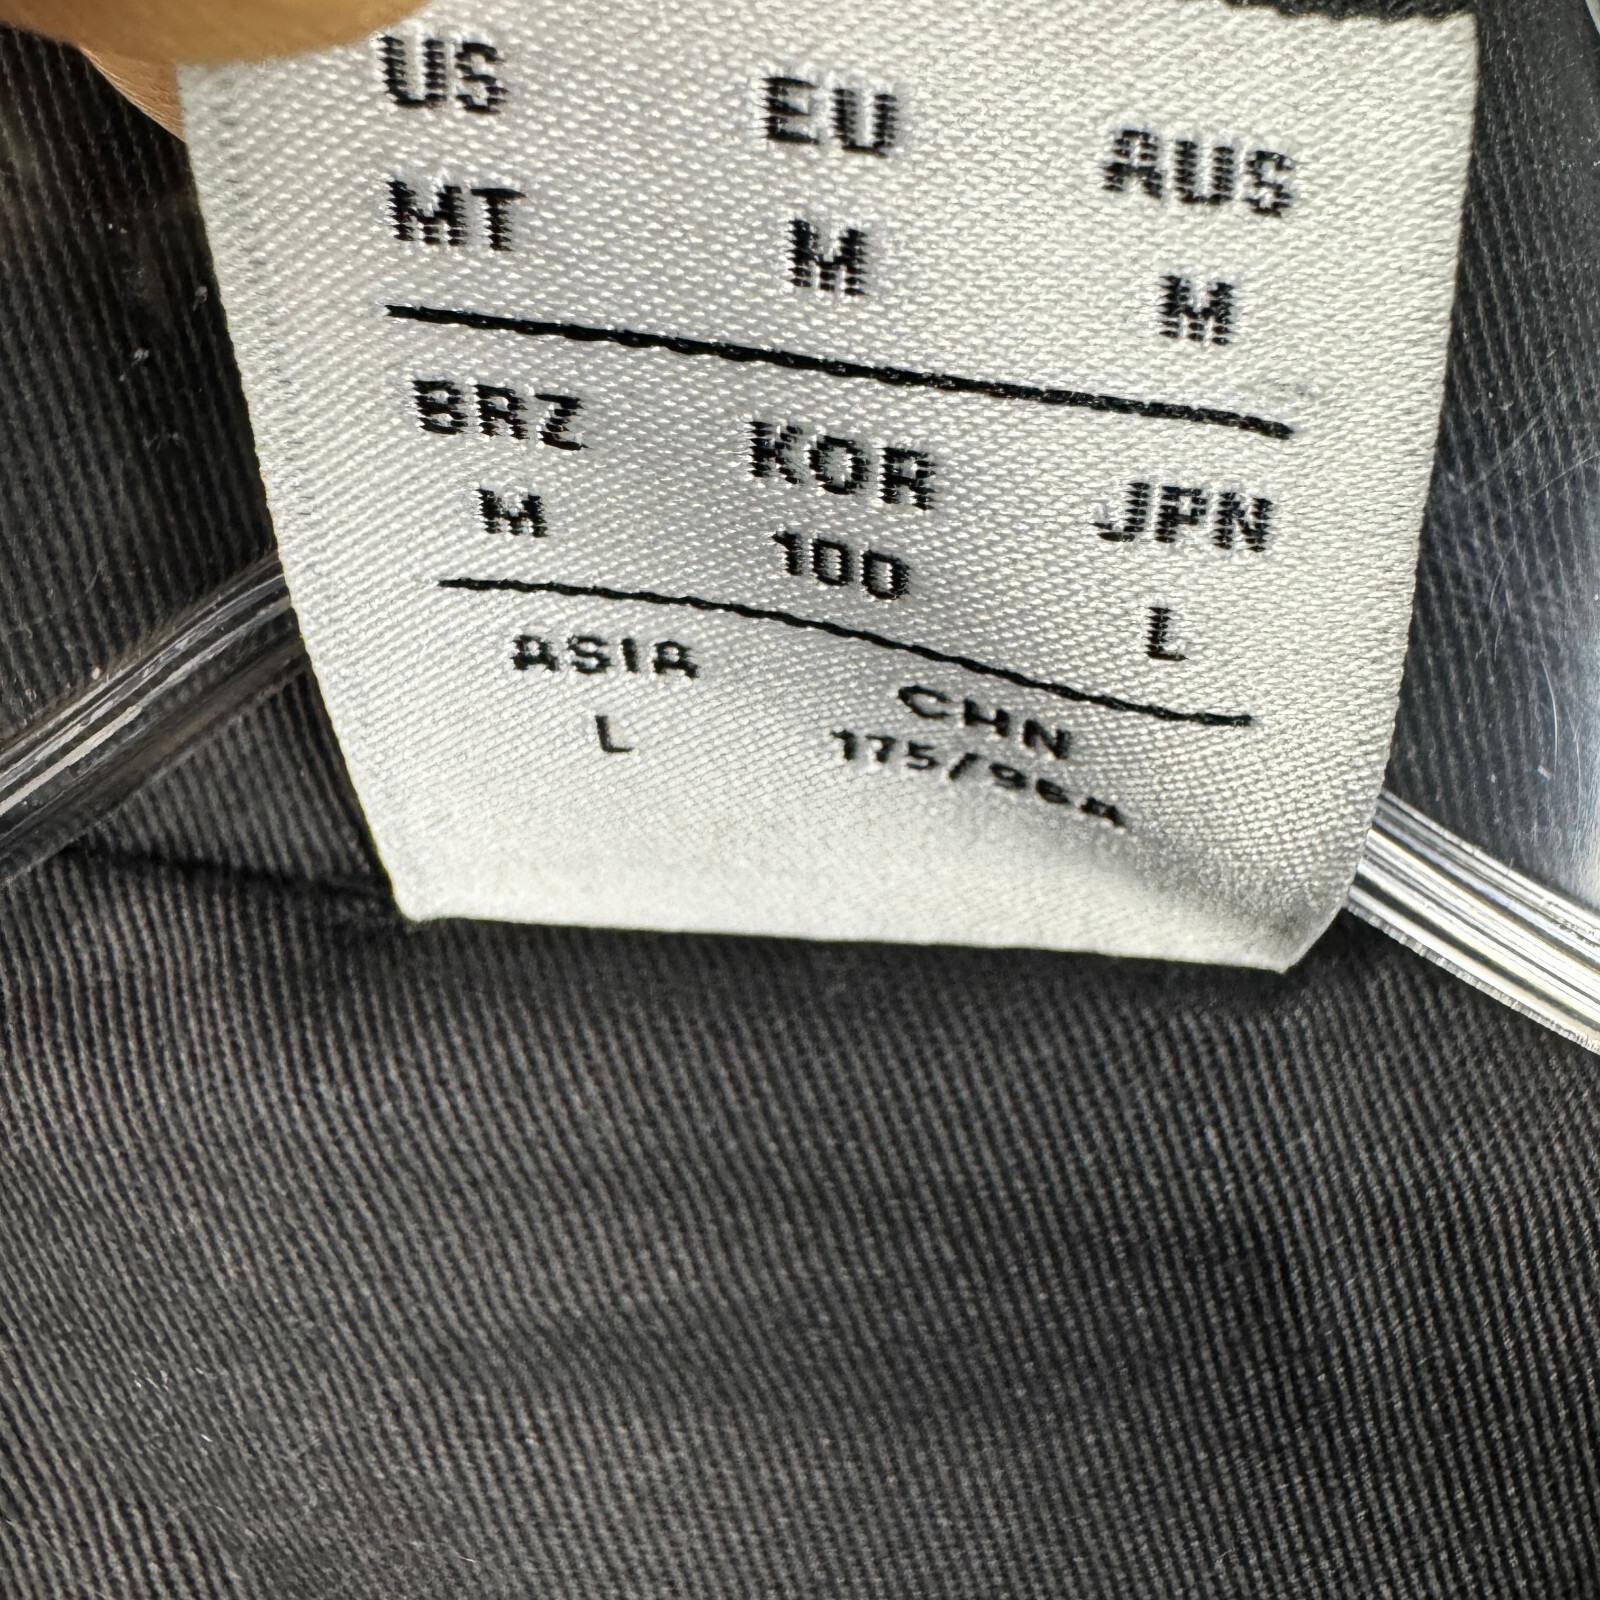 US EU AUS
MT M M
BRZ KOR JPN
M 100 L
ASIA CHN
L 175/96A